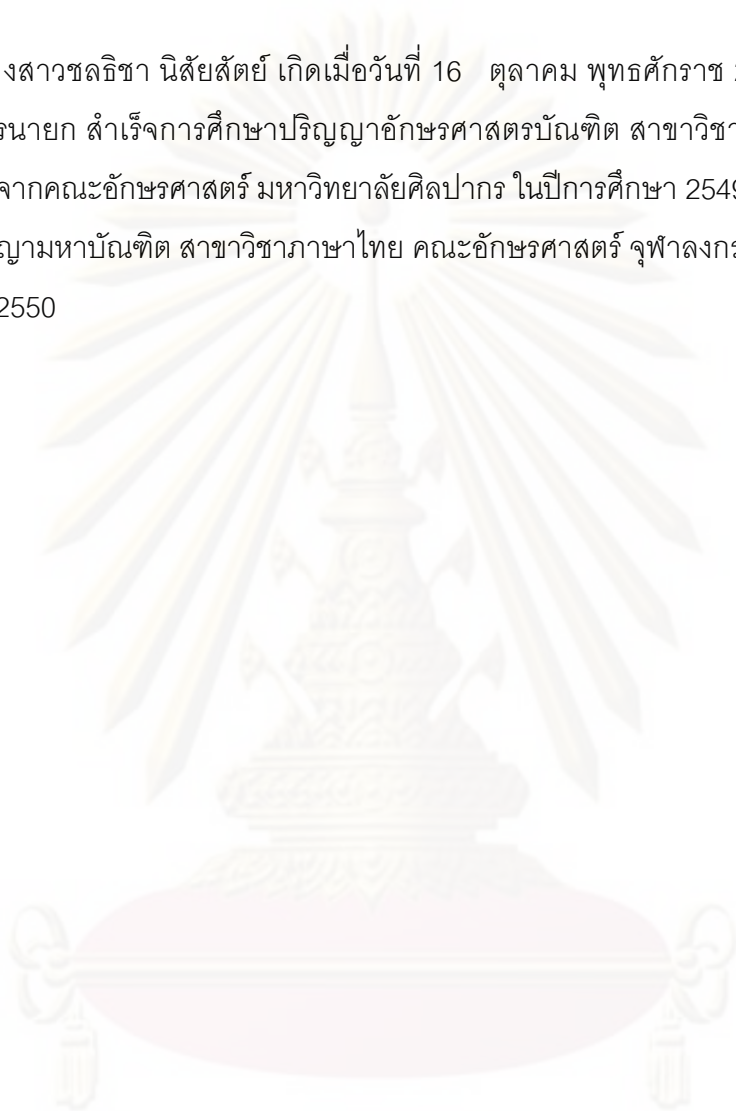 งสาวชลธิชา นิสัยสัตย์ เกิดเมื่อวันที่ 16 ตุลาคม พุทธศักราช
รนายก สำเร็จการศึกษาปริญญาอักษรศาสตรบัณฑิต สาขาวิชา
จากคณะอักษรศาสตร์ มหาวิทยาลัยศิลปากร ในปีการศึกษา 2549
ญามหาบัณฑิต สาขาวิชาภาษาไทย คณะอักษรศาสตร์ จุฬาลงกร
2550